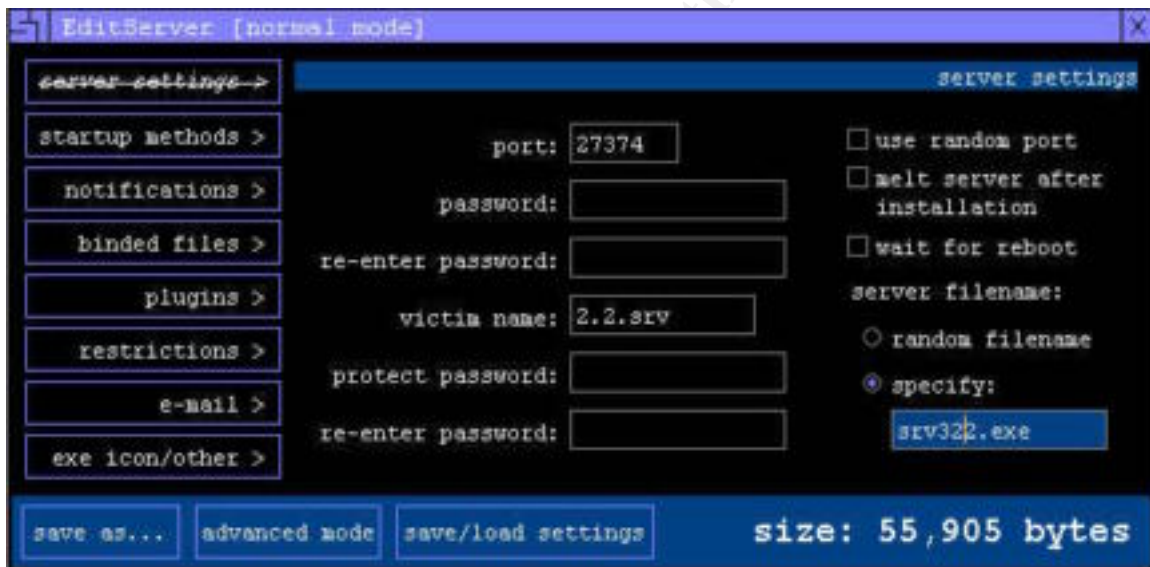 EditServer [normal mode]
X
server settings >
startup methods >
notifications >
binded files >
plugins >
restrictions >
e-mail >
exe icon/other >
server settings
port: 27374
password:
re-enter password:
victim name: 2.2.srv
protect password:
re-enter password:
use random port
melt server after
installation
wait for reboot
server filename:
random filename
specify:
srv322.exe
save as...
advanced mode
save/load settings
size: 55,905 bytes